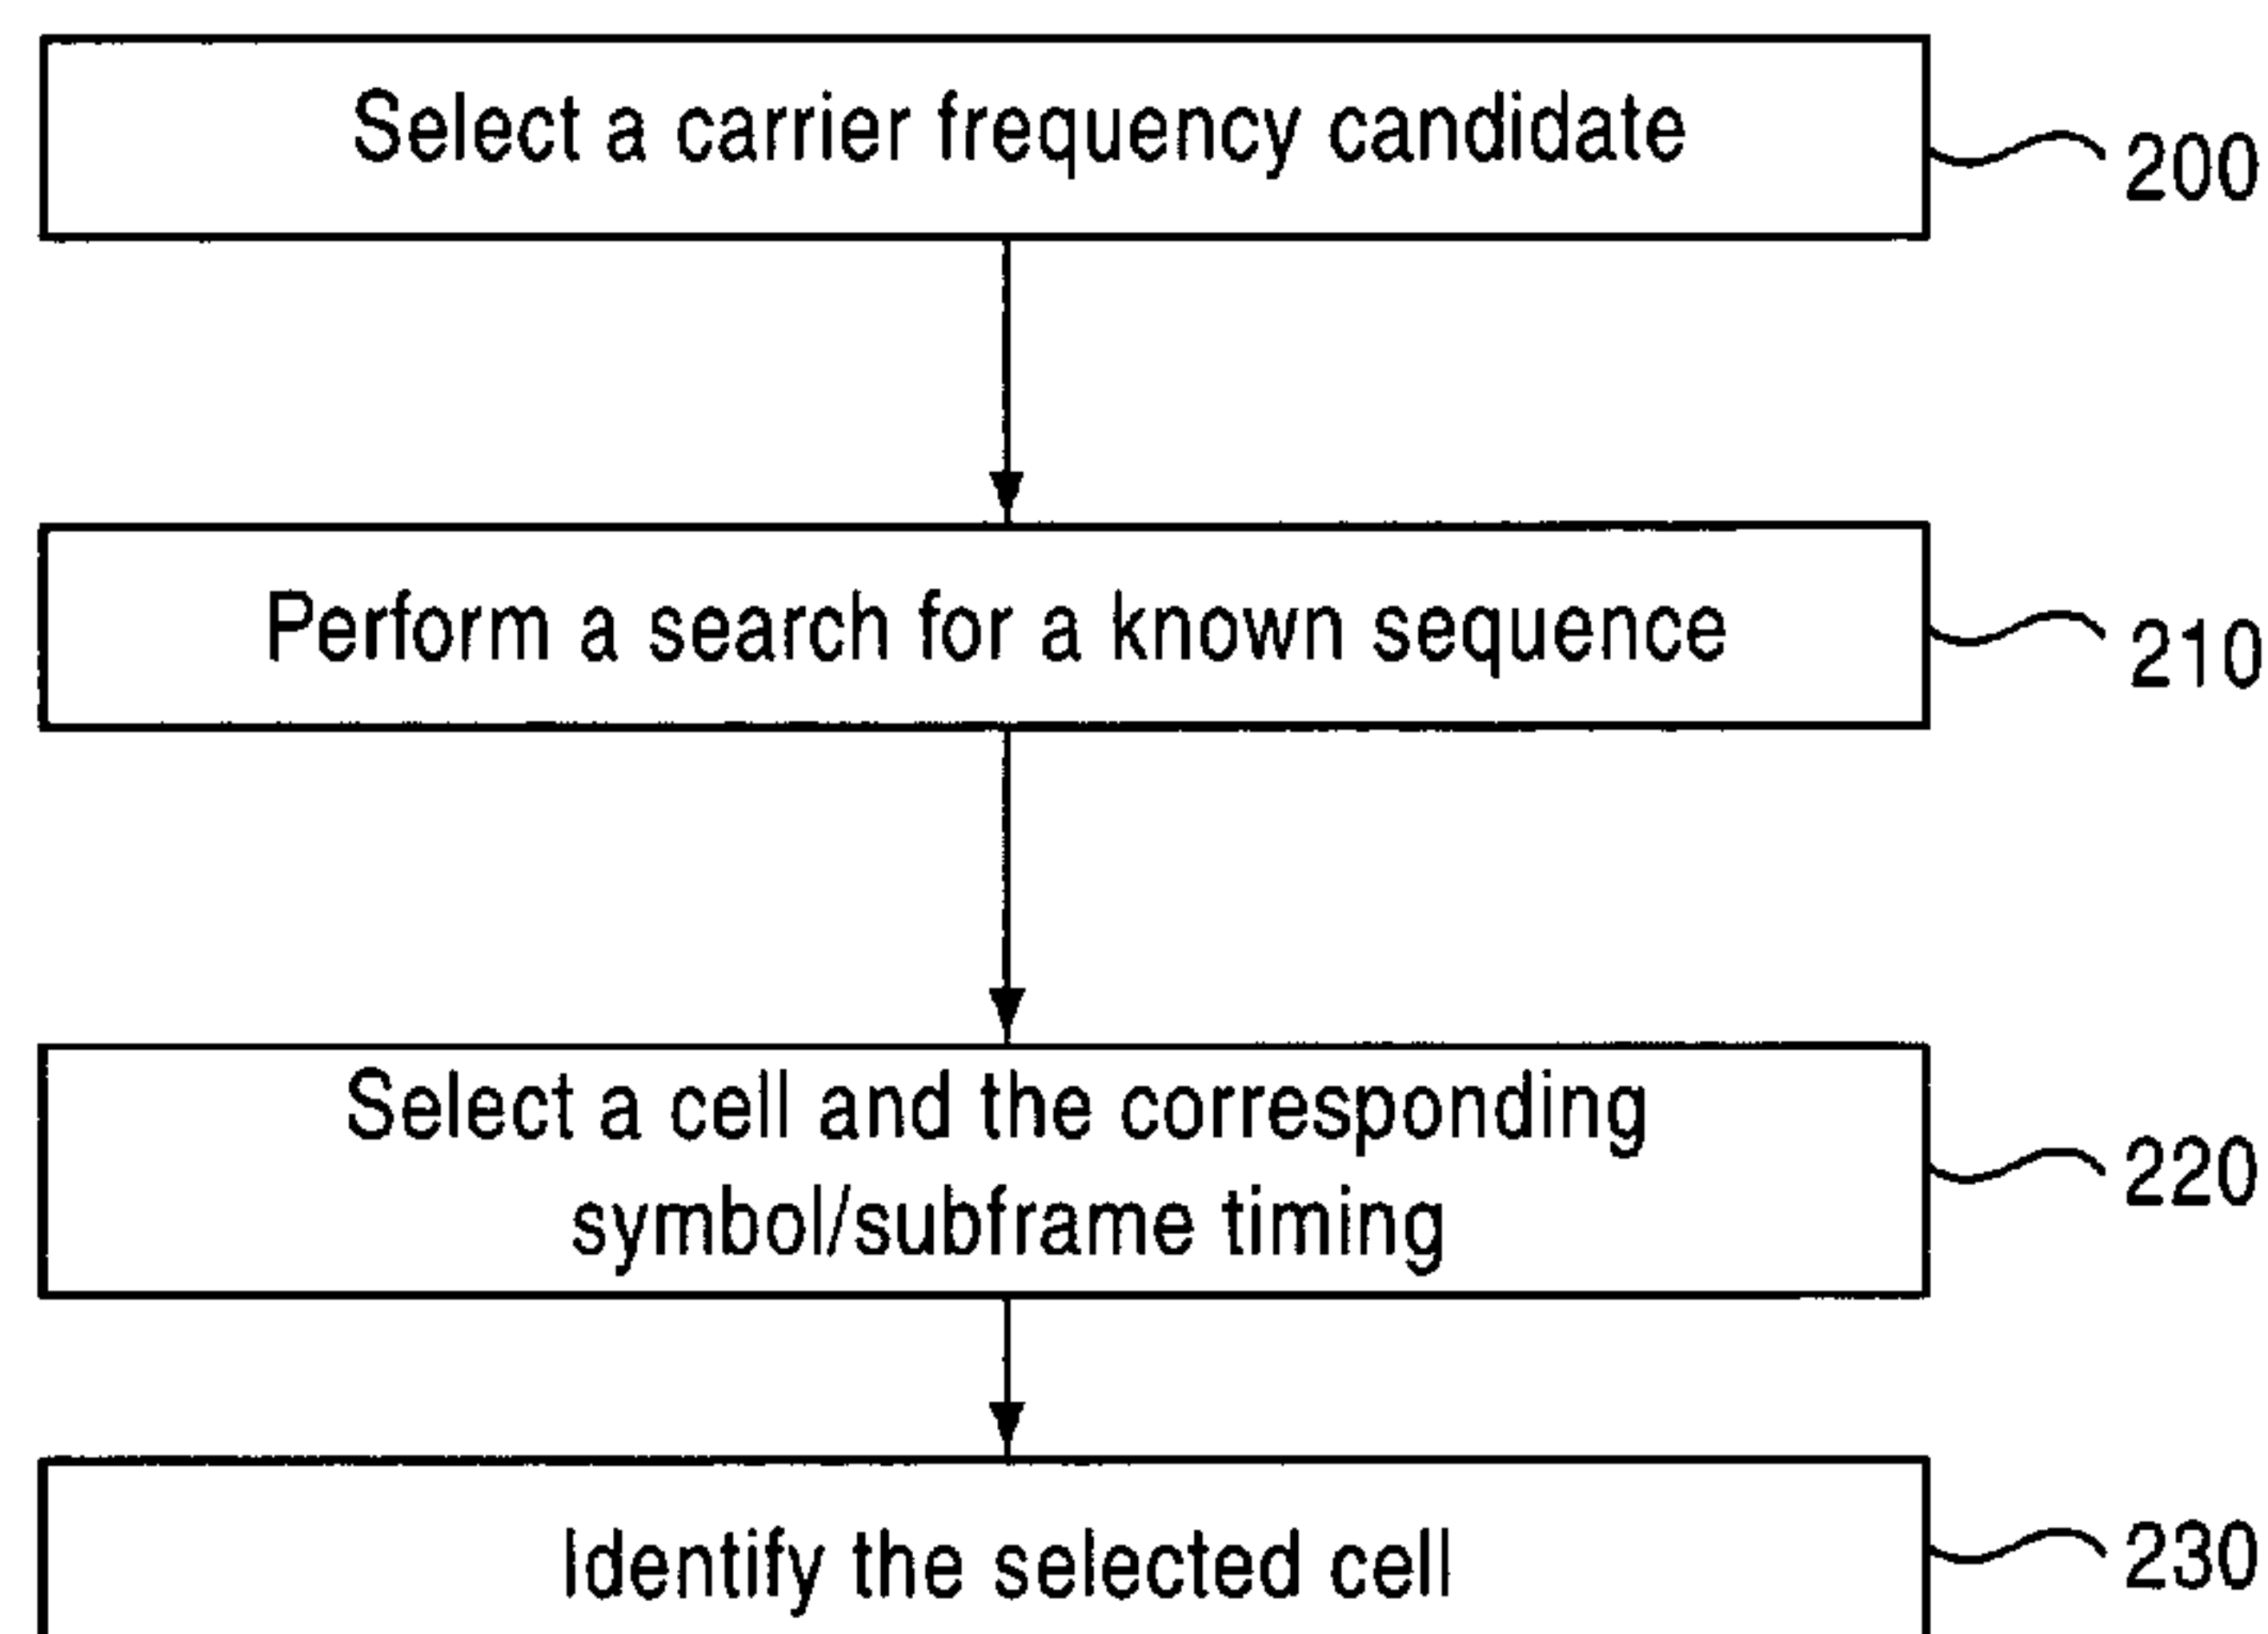 Select a carrier frequency candidate
200
Perform a search for a known sequence
210
Select a cell and the corresponding
symbol/subframe timing
220
Identify the selected cell
230